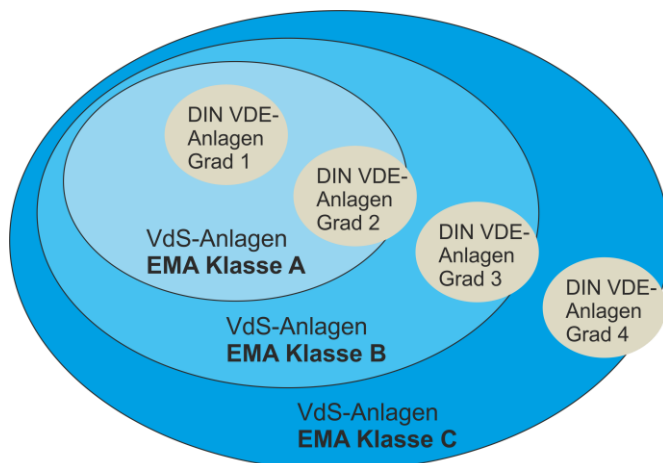 DIN VDE-
Anlagen
Grad 1
DIN VDE-
Anlagen
Grad 2
DIN VDE-
Anlagen
Grad 3
DIN VDE-
Anlagen
Grad 4
VdS-Anlagen
EMA Klasse A
VdS-Anlagen
EMA Klasse B
VdS-Anlagen
EMA Klasse C